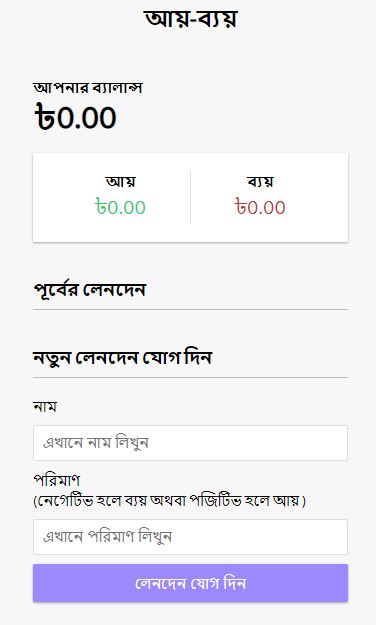 আয়-ব্যয়
আপনার ব্যালান্স
৳0.00
আয় ব্যয়
৳0.00 ৳0.00
পূর্বের লেনদেন
নতুন লেনদেন যোগ দিন
নাম
এখানে নাম লিখুন
পরিমাণ
(নেগেটিভ হলে ব্যয় অথবা পজিটিভ হলে আয় )
এখানে পরিমাণ লিখুন
লেনদেন যোগ দিন